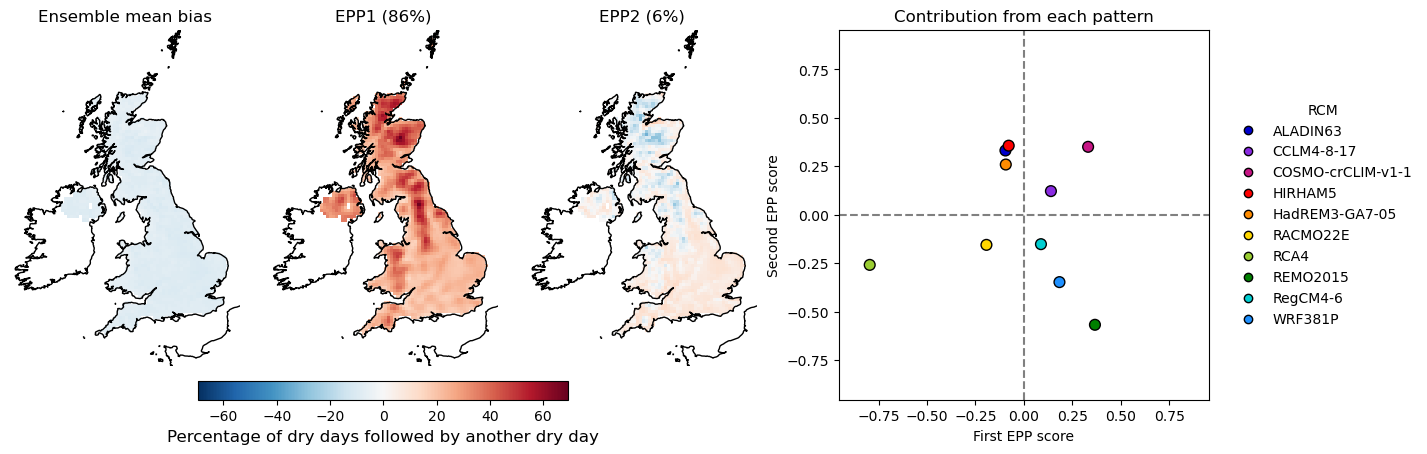 Ensemble mean bias
EPP1 (86%)
EPP2 (6%)
Contribution from each pattern
−60 −40 −20 0 20 40 60
Percentage of dry days followed by another dry day
Second EPP score
0.75
0.50
0.25
0.00
−0.25
−0.50
−0.75
−0.75 −0.50 −0.25 0.00 0.25 0.50 0.75
First EPP score
RCM
ALADIN63
CCLM4-8-17
COSMO-crCLIM-v1-1
HIRHAM5
HadREM3-GA7-05
RACMO22E
RCA4
REMO2015
RegCM4-6
WRF381P